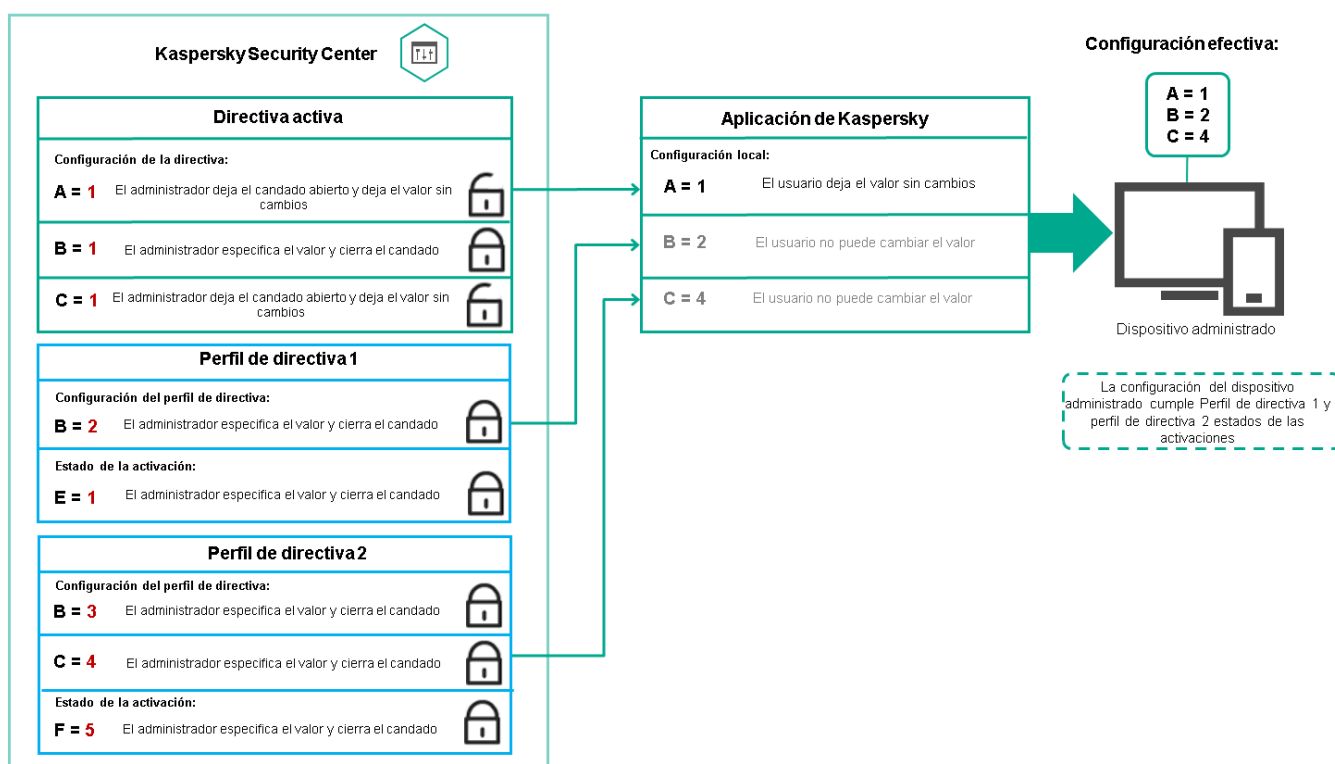 Kaspersky Security Center
Directiva activa
Configuración de la directiva:
A = 1
El administrador deja el candado abierto y deja el valor sin
cambios
B = 1
El administrador especifica el valor y cierra el candado
C = 1
El administrador deja el candado abierto y deja el valor sin
cambios
Perfil de directiva 1
Configuración del perfil de directiva:
B = 2
El administrador especifica el valor y cierra el candado
Estado de la activación:
E = 1
El administrador especifica el valor y cierra el candado
Perfil de directiva 2
Configuración del perfil de directiva:
B = 3
El administrador especifica el valor y cierra el candado
C = 4
El administrador especifica el valor y cierra el candado
Estado de la activación:
F = 5
El administrador especifica el valor y cierra el candado
Aplicación de Kaspersky
Configuración local:
A = 1
El usuario deja el valor sin cambios
B = 2
El usuario no puede cambiar el valor
C = 4
El usuario no puede cambiar el valor
Configuración efectiva:
A = 1
B = 2
C = 4
Dispositivo administrado
La configuración del dispositivo
administrado cumple Perfil de directiva 1 y
perfil de directiva 2 estados de las
activaciones